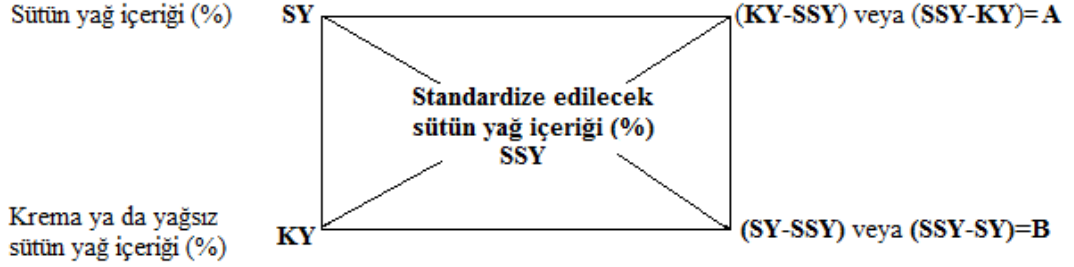 Sütün yağ içeriği (%)
SY
(KY-SSY) veya (SSY-KY)=A
Standardize edilecek
sütün yağ içeriği (%)
SSY
Krema ya da yağsız
sütün yağ içeriği (%)
KY
(SY-SSY) veya (SSY-SY)=B